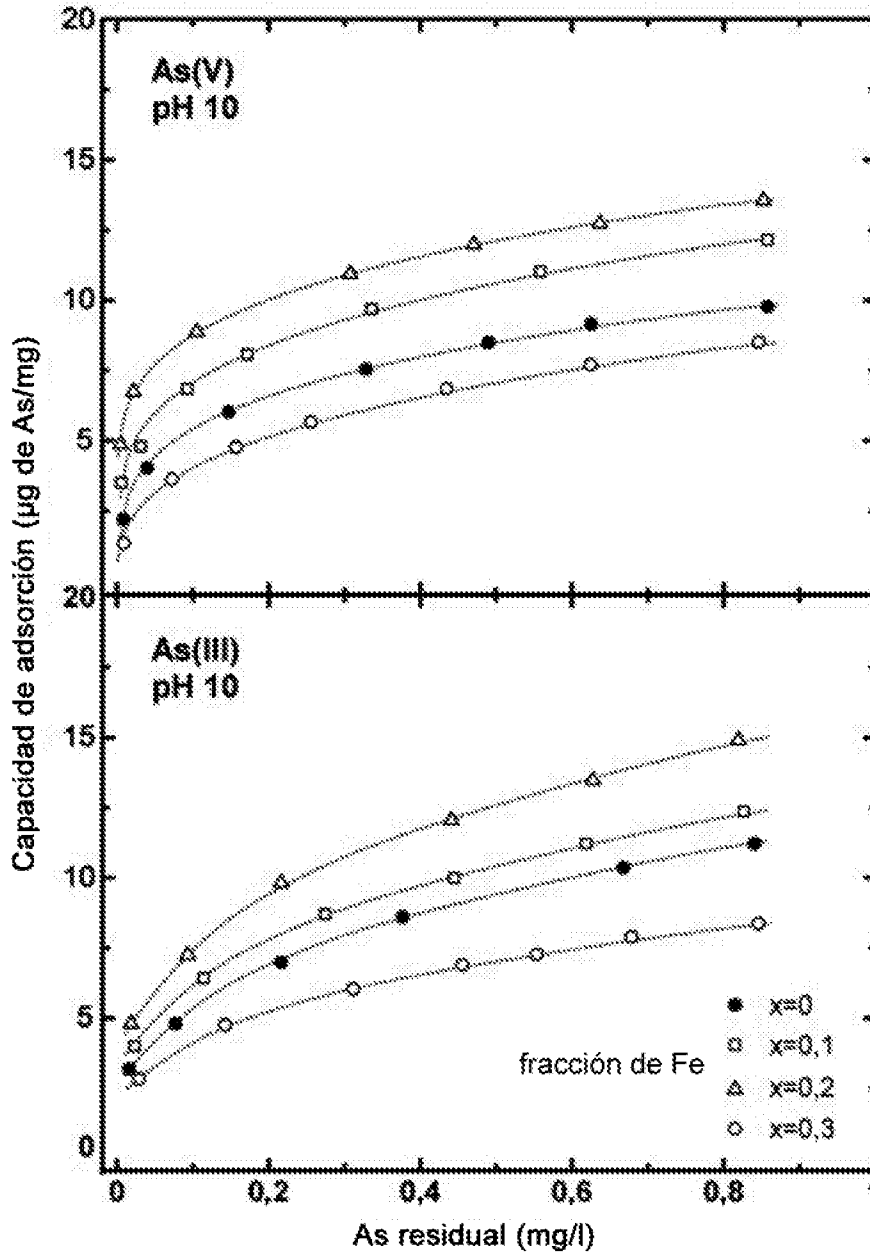 20
As(V)
pH 10
15
10
5
20
As(III)
pH 10
15
10
5
0
Capacidad de adsorción (µg de As/mg)
fracción de Fe
x=0
x=0,1
x=0,2
x=0,3
0 0,2 0,4 0,6 0,8
As residual (mg/l)